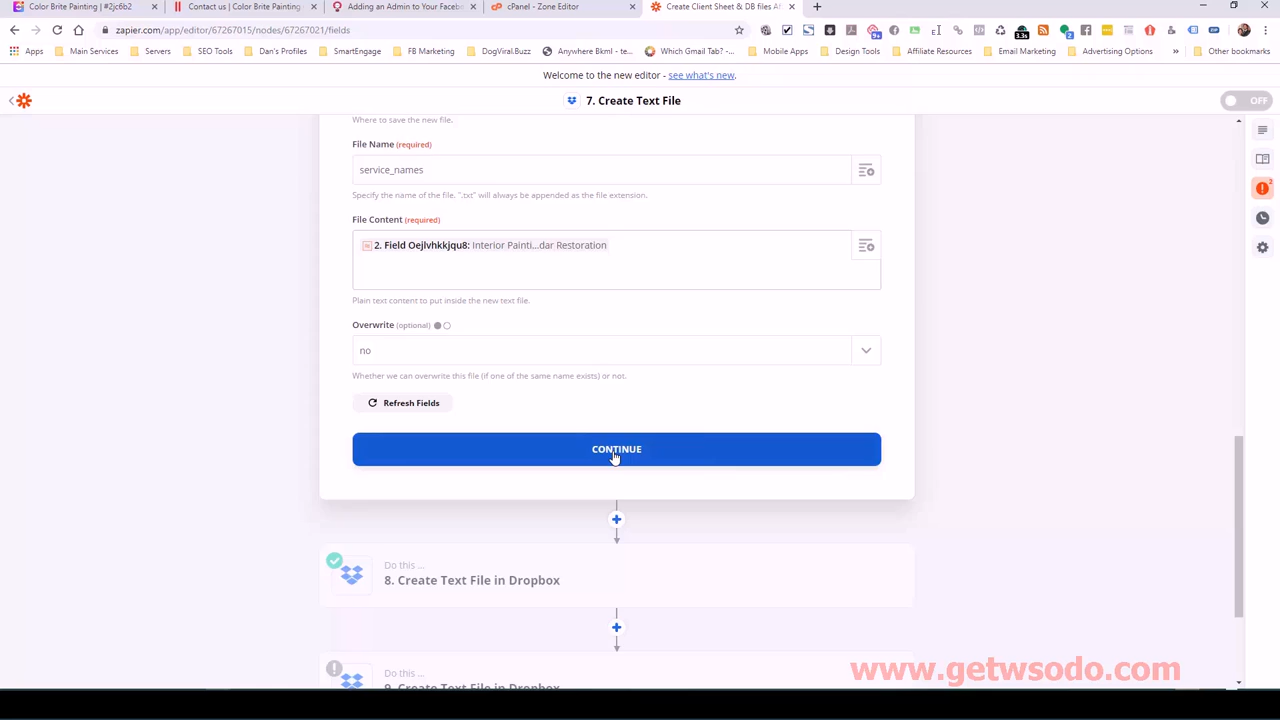 Color Brite Painting | #2jc6b2
Contact us | Color Brite Painting
Adding an Admin to Your Facebo
cPanel - Zone Editor
Create Client Sheet & DB files Af
zapier.com/app/editor/67267015/nodes/67267021/fields
Apps
Main Services
Servers
SEO Tools
Dan's Profiles
SmartEngage
FB Marketing
DogViral.Buzz
Anywhere Bkml - te...
Which Gmail Tab? -...
Mobile Apps
Design Tools
Affiliate Resources
Email Marketing
Advertising Options
»
Other bookmarks
Welcome to the new editor - see what's new.
7. Create Text File
OFF
Where to save the new file.
File Name (required)
service_names
Specify the name of the file. ".txt" will always be appended as the file extension.
File Content (required)
2. Field Oejlvhkkjqu8: Interior Painti...dar Restoration
Plain text content to put inside the new text file.
Overwrite (optional)
no
Whether we can overwrite this file (if one of the same name exists) or not.
Refresh Fields
CONTINUE
Do this ...
8. Create Text File in Dropbox
Do this ...
9. Create Text File in Dropbox
www.getwsodo.com